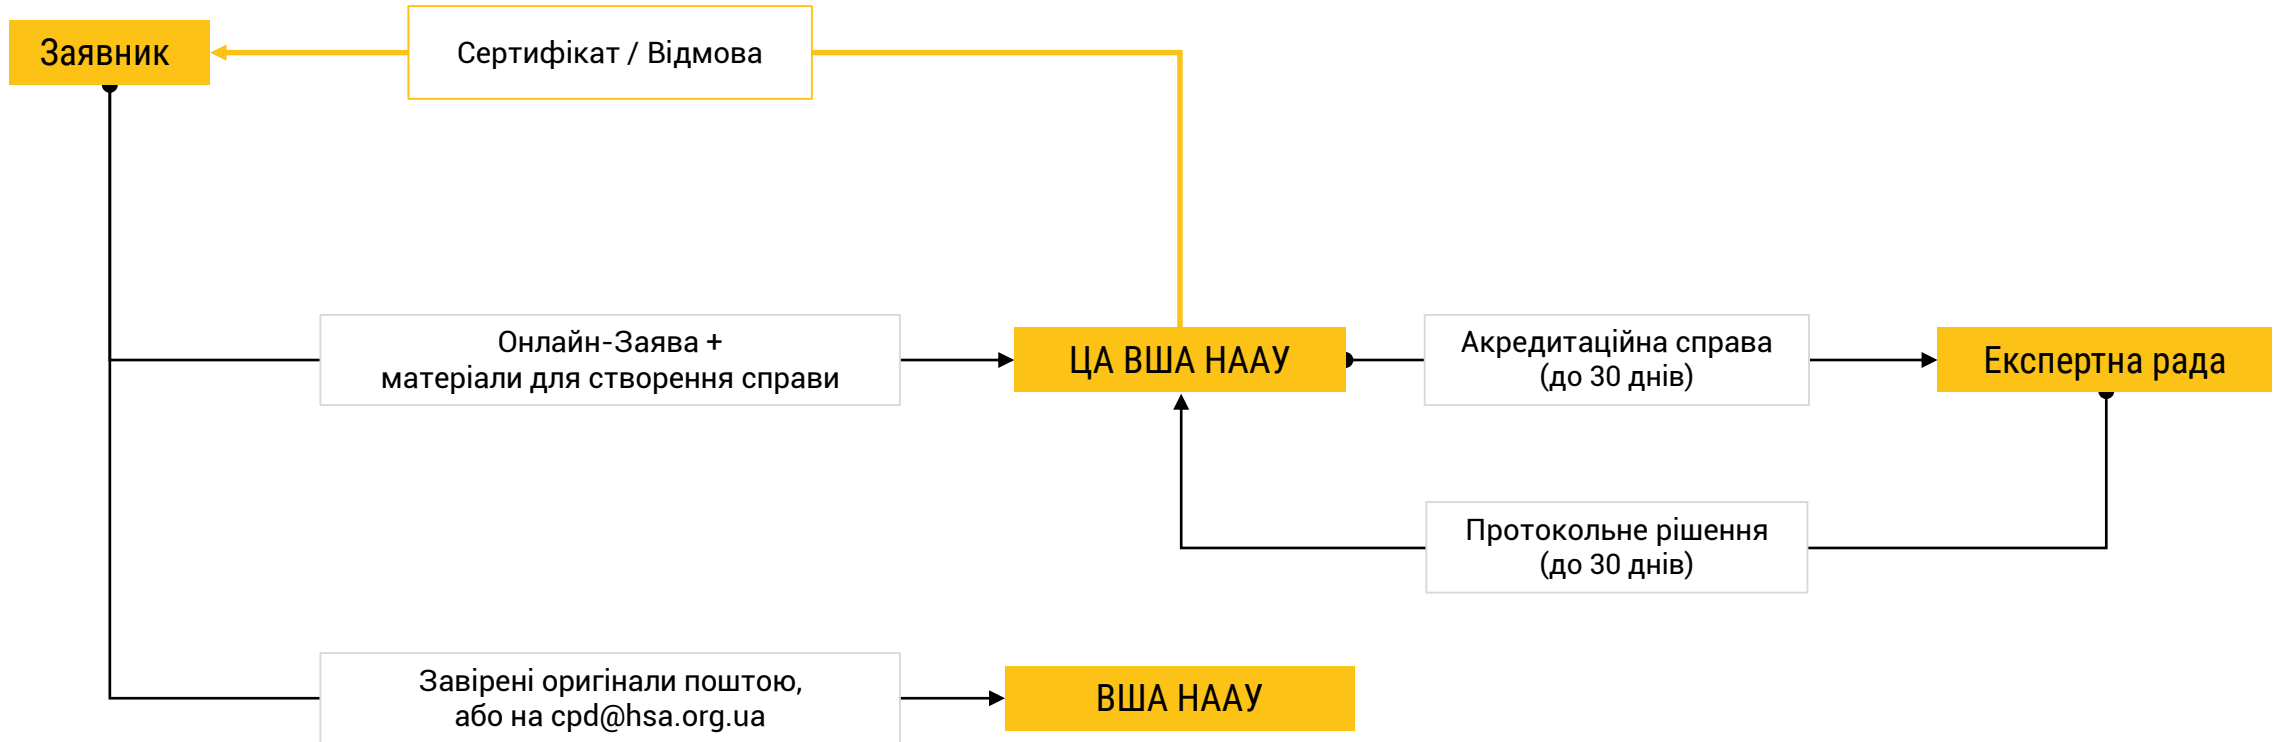 Заявник
Сертифікат / Відмова
Онлайн-Заява +
матеріали для створення справи
ЦА ВША НААУ
Акредитаційна справа
(до 30 днів)
Експертна рада
Протокольне рішення
(до 30 днів)
Завірені оригінали поштою,
або на cpd@hsa.org.ua
ВША НААУ